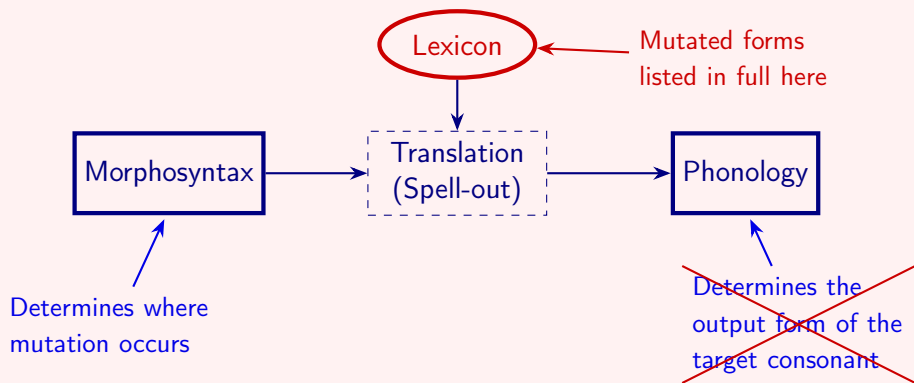 Lexicon
Mutated forms
listed in full here
Morphosyntax
Translation
(Spell-out)
Phonology
Determines where
mutation occurs
Determines the
output form of the
target consonant